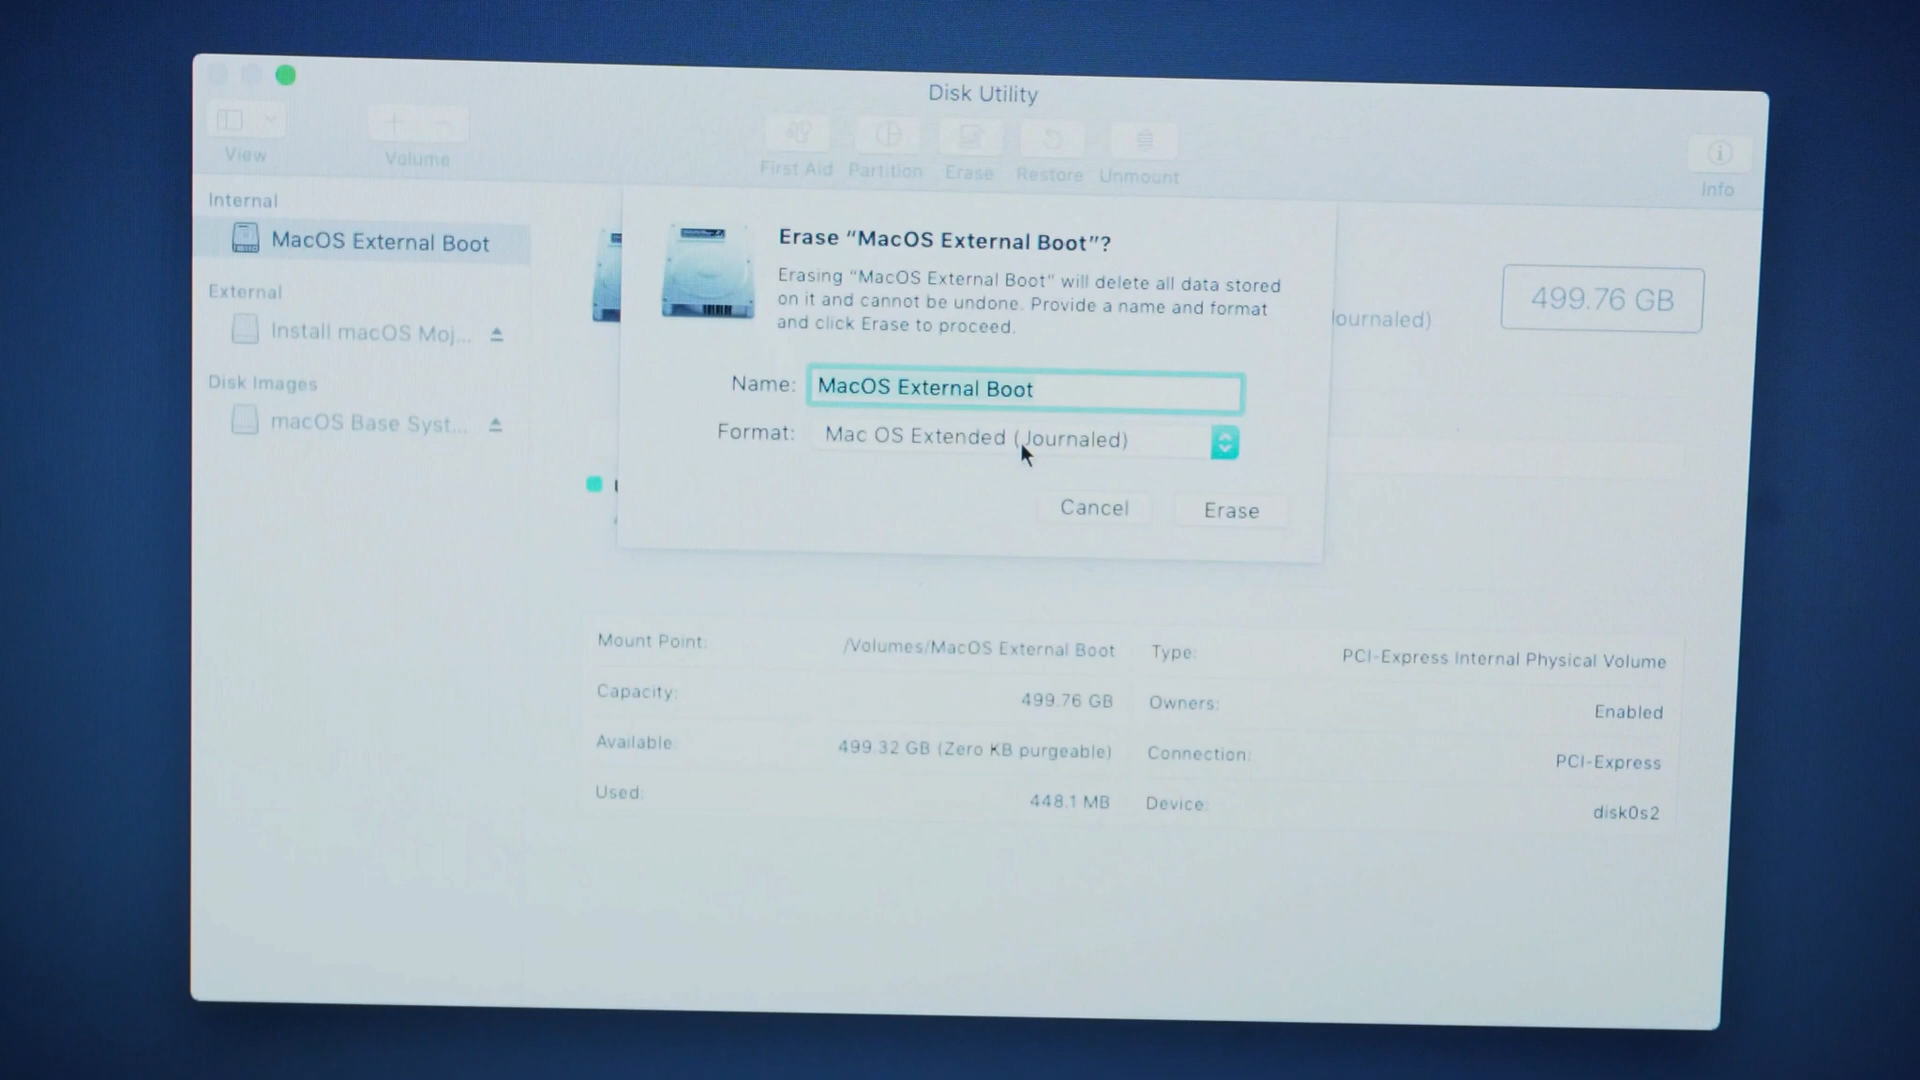 Disk Utility
View
Volume
First Aid
Partition
Erase
Restore
Unmount
Info
Internal
MacOS External Boot
External
Install macOS Moj...
Disk Images
macOS Base Syst...
Erase “MacOS External Boot”?
Erasing “MacOS External Boot” will delete all data stored
on it and cannot be undone. Provide a name and format
and click Erase to proceed.
Name: MacOS External Boot
Format: Mac OS Extended (Journaled)
Cancel
Erase
ournaled)
499.76 GB
Mount Point: /Volumes/MacOS External Boot
Type: PCI-Express Internal Physical Volume
Capacity: 499.76 GB
Owners: Enabled
Available: 499.32 GB (Zero KB purgeable)
Connection: PCI-Express
Used: 448.1 MB
Device: disk0s2